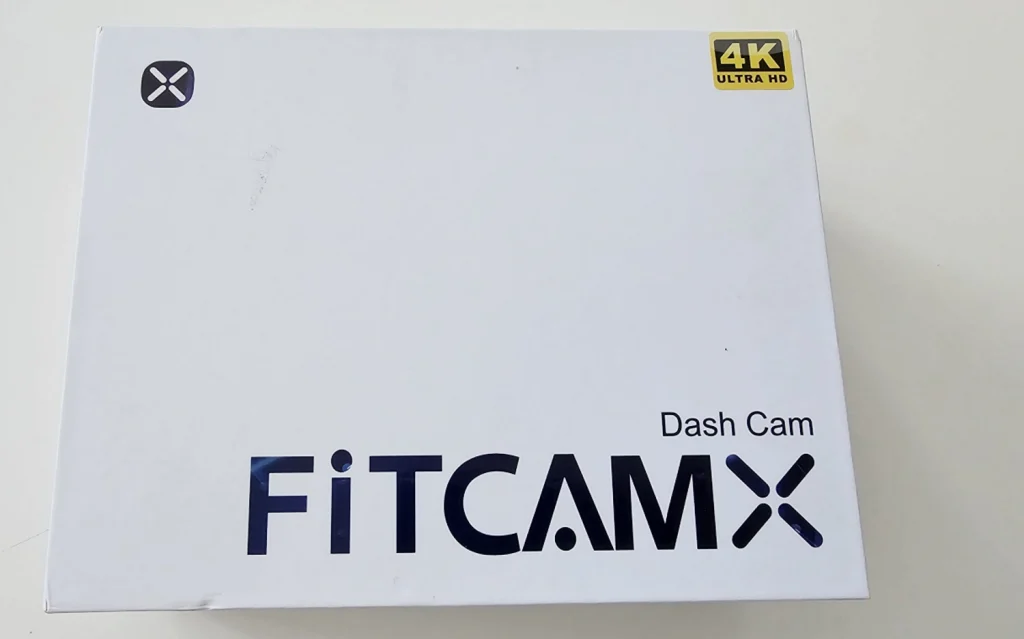 4K
ULTRA HD
Dash Cam
FiTCAMX